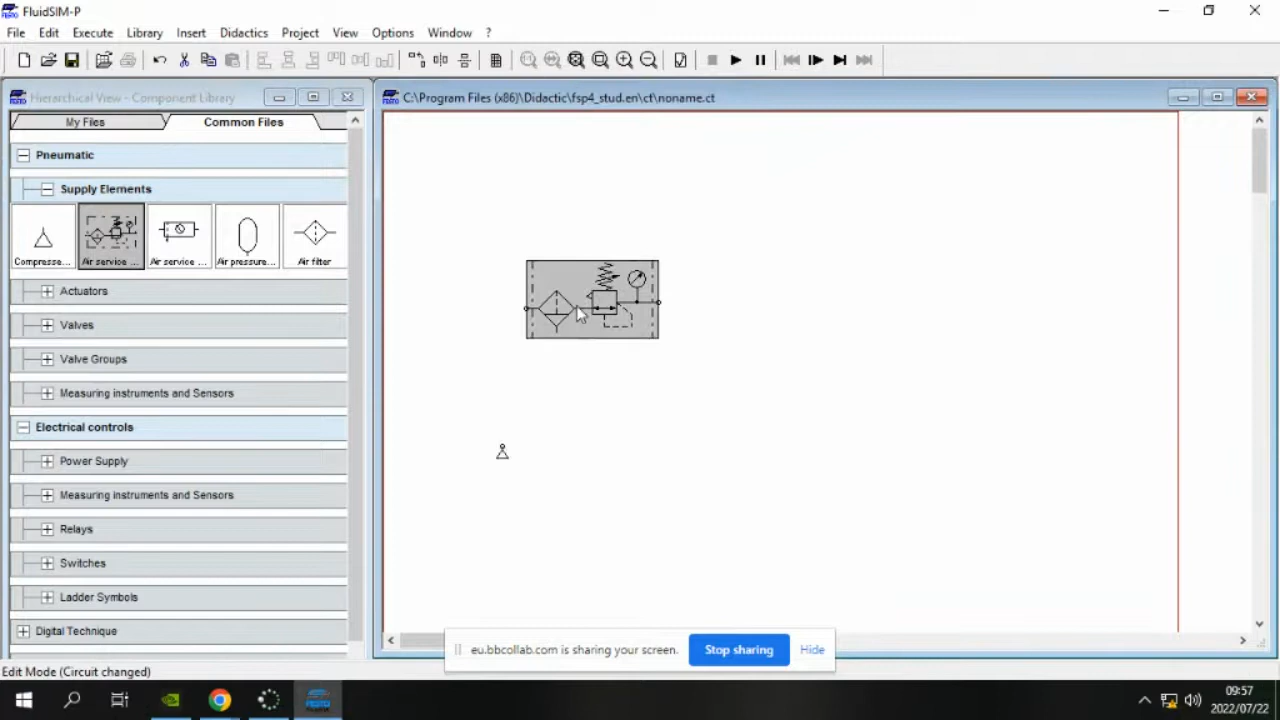 FluidSIM-P
File Edit Execute Library Insert Didactics Project View Options Window ?
Hierarchical View - Component Library
C:\Program Files (x86)\Didactic\fsp4_stud.en\ct\noname.ct
My Files
Common Files
Pneumatic
Supply Elements
Compresse... Air service ... Air service ... Air pressure... Air filter
Actuators
Valves
Valve Groups
Measuring instruments and Sensors
Electrical controls
Power Supply
Measuring instruments and Sensors
Relays
Switches
Ladder Symbols
Digital Technique
eu.bbcollab.com is sharing your screen.
Stop sharing
Hide
Edit Mode (Circuit changed)
FESTO
09:57
2022/07/22